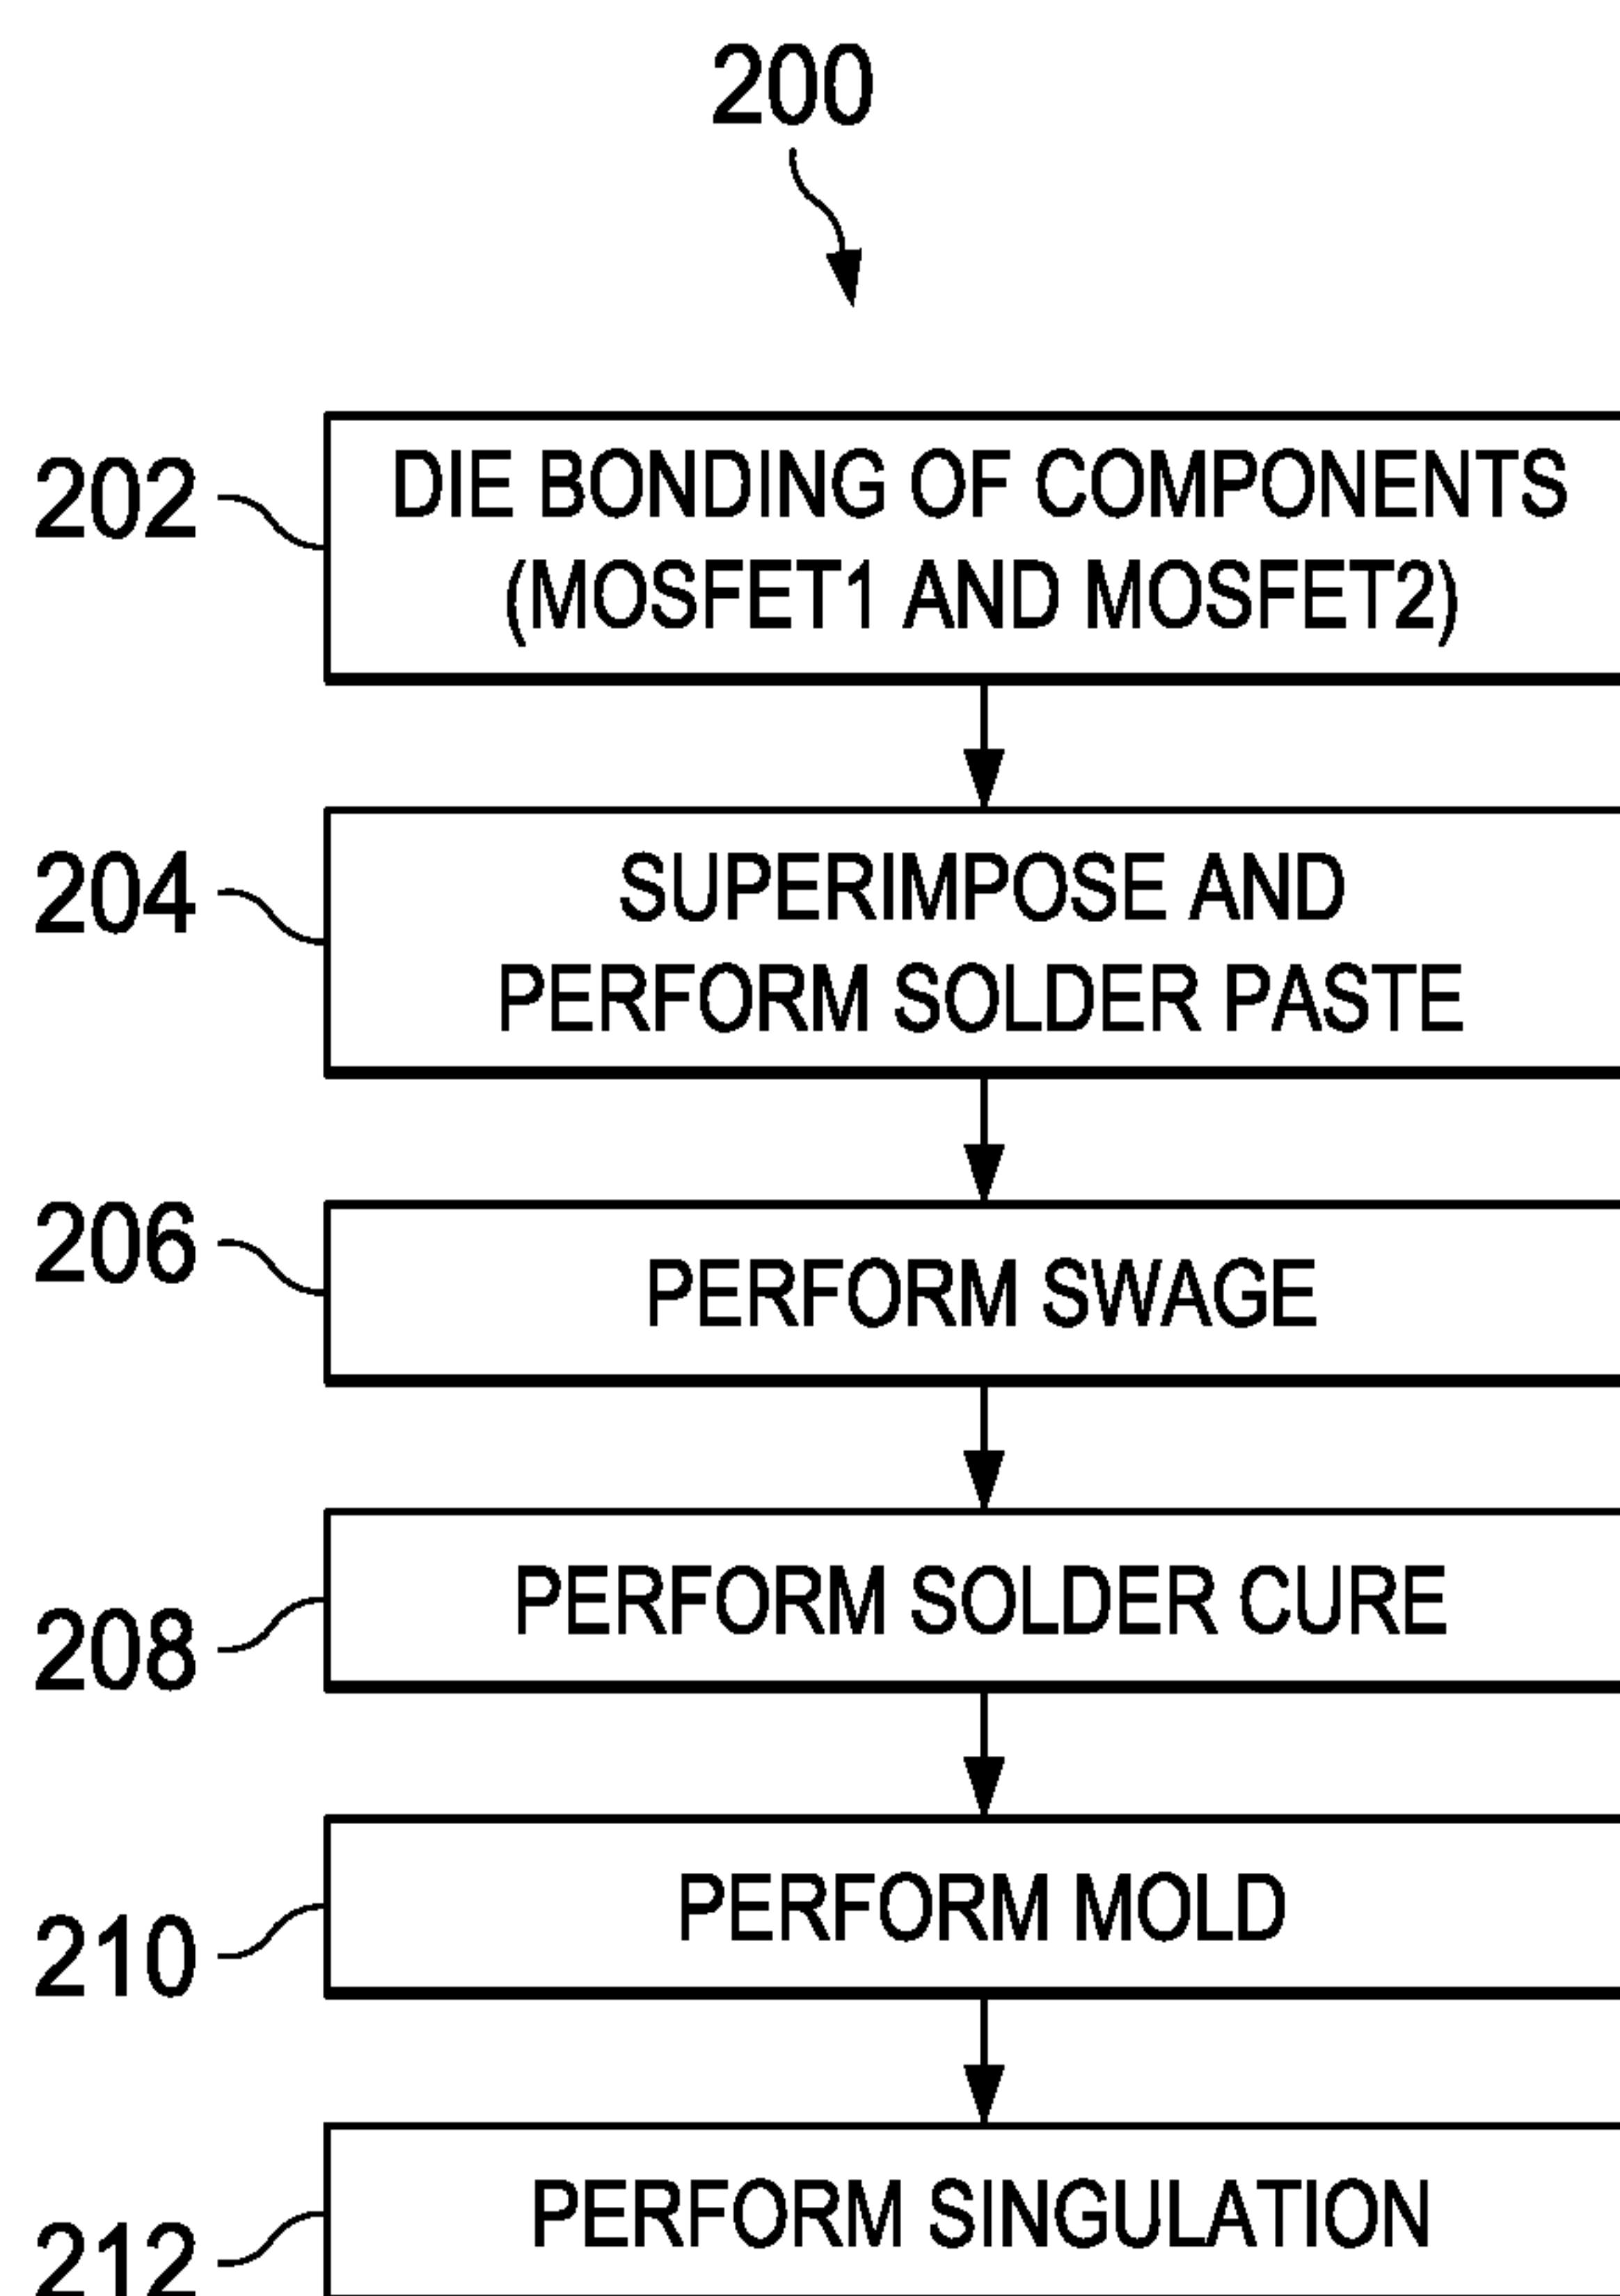 200
202
DIE BONDING OF COMPONENTS
(MOSFET1 AND MOSFET2)
204
SUPERIMPOSE AND
PERFORM SOLDER PASTE
206
PERFORM SWAGE
208
PERFORM SOLDER CURE
210
PERFORM MOLD
212
PERFORM SINGULATION